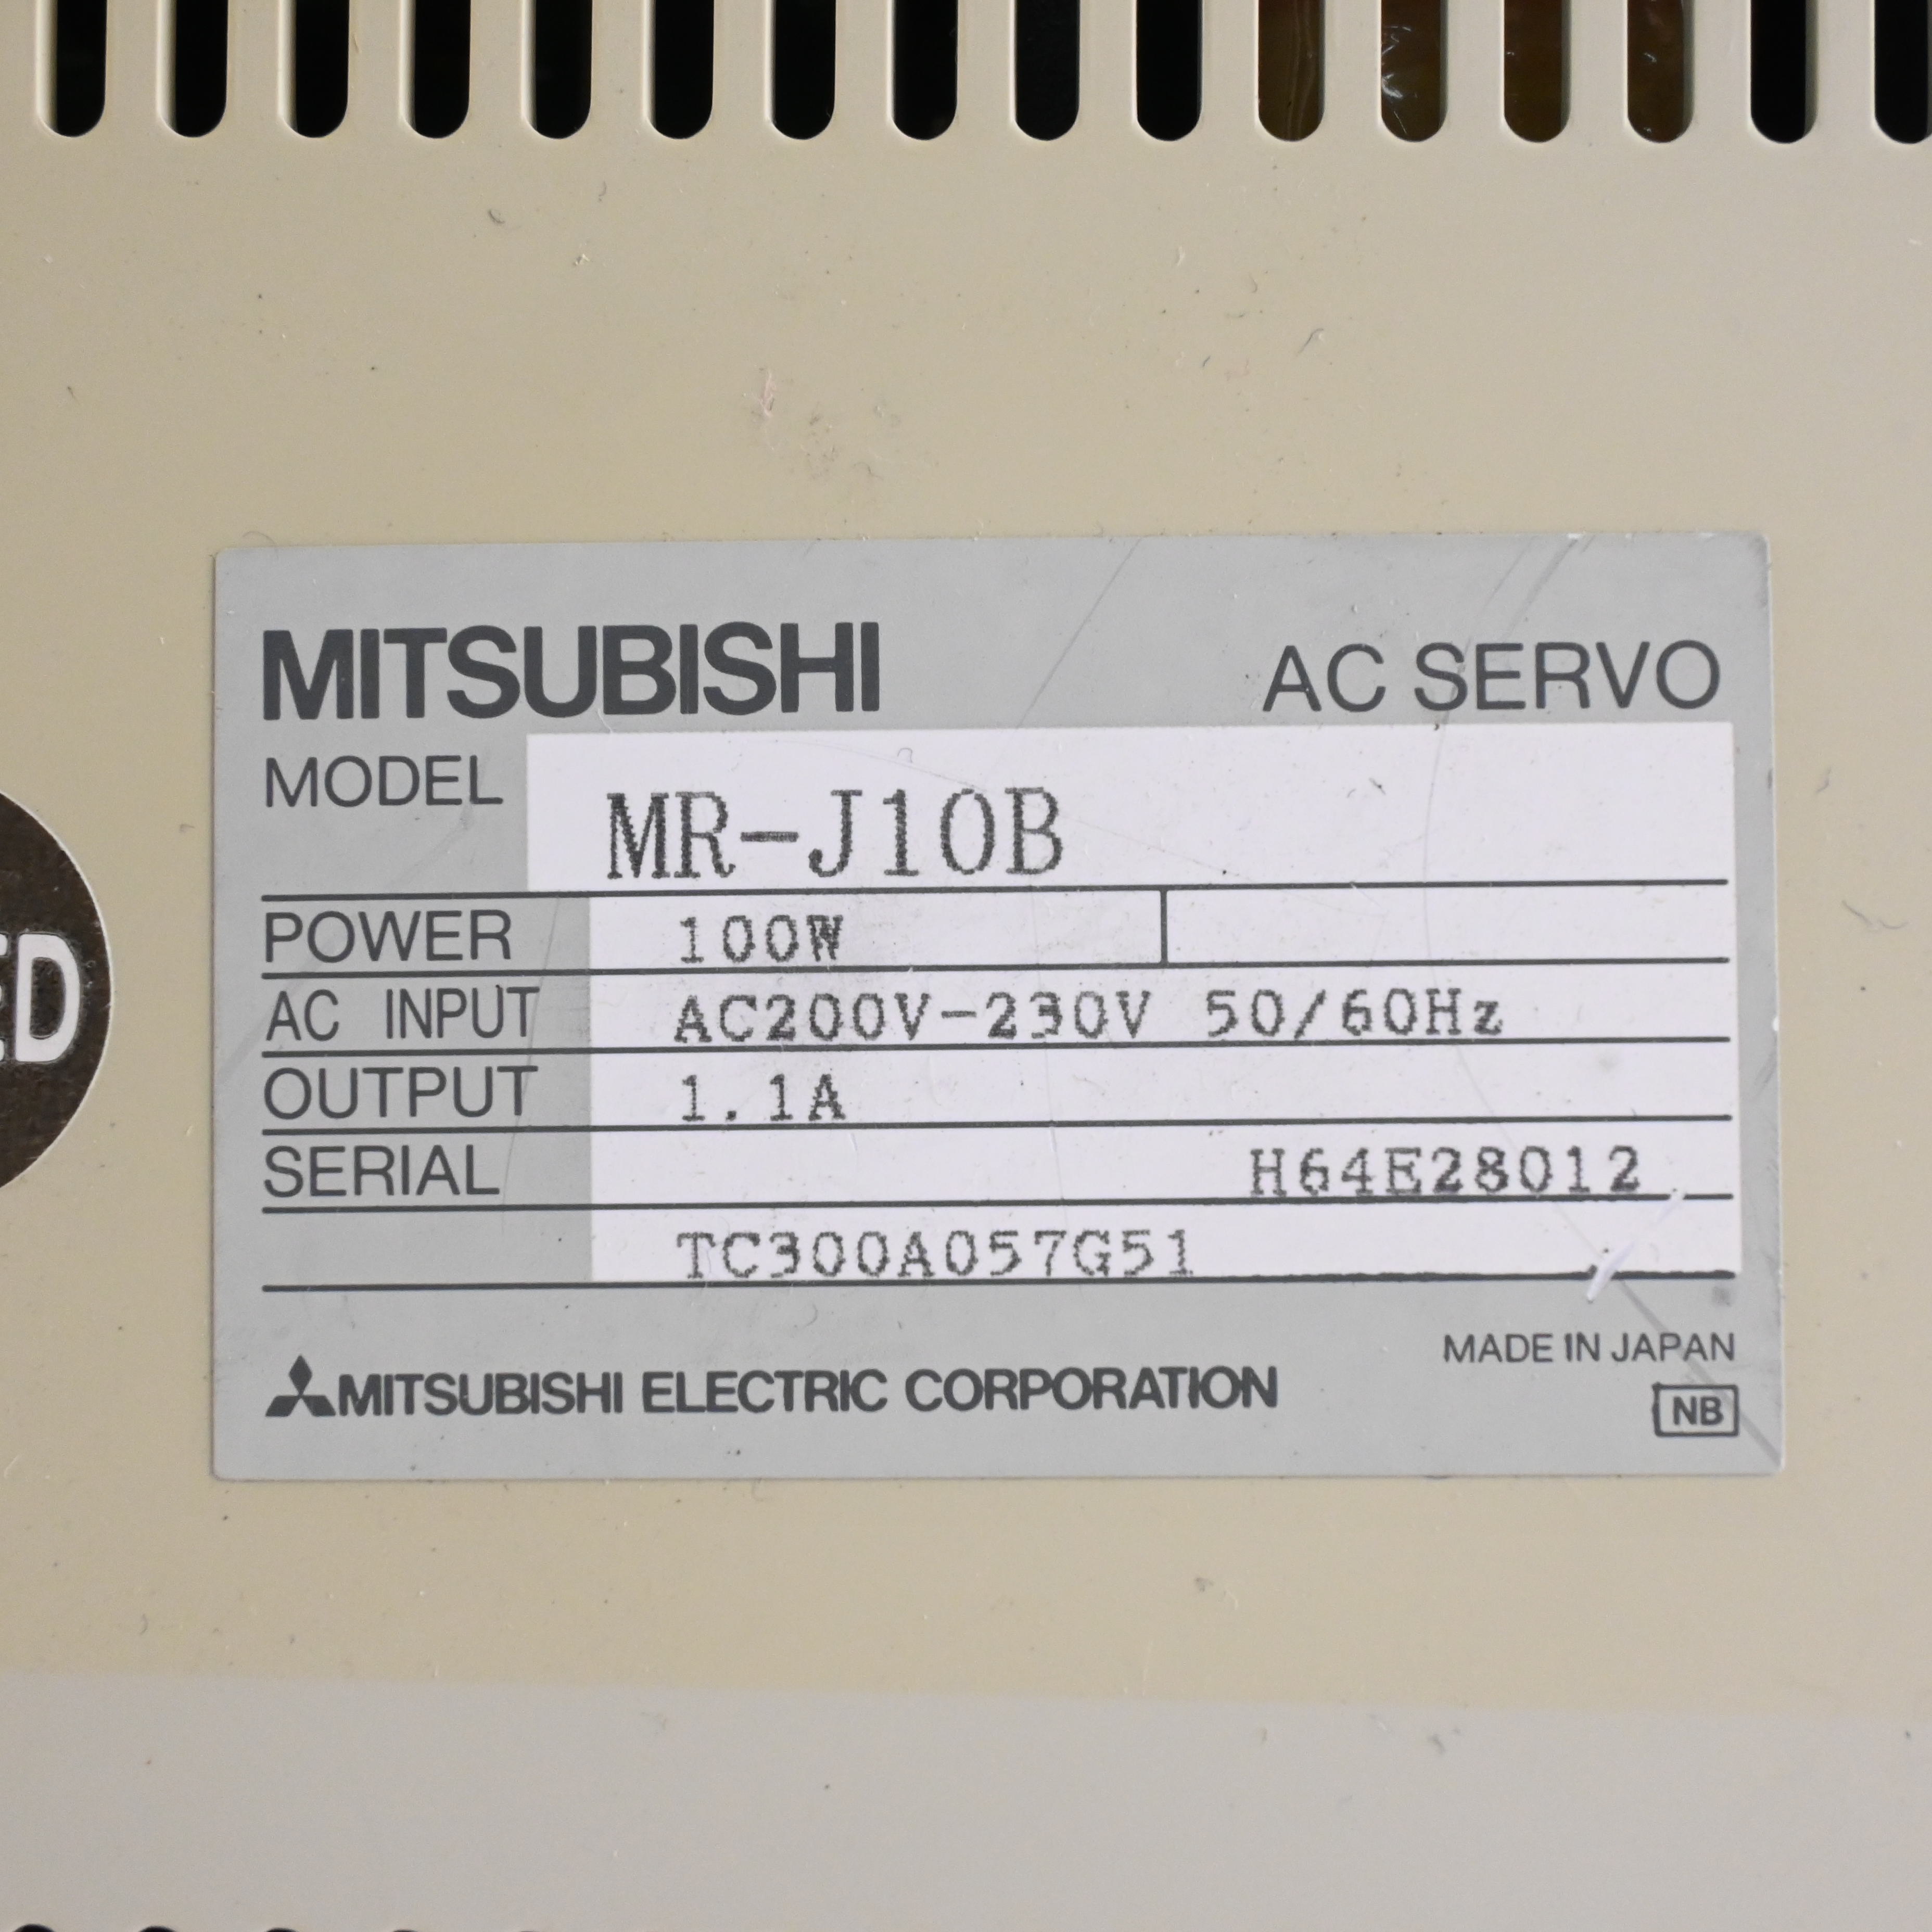 MITSUBISHI AC SERVO
MODEL MR-J10B
POWER 100W
AC INPUT AC200V-230V 50/60Hz
OUTPUT 1.1A
SERIAL H64E28012
TC300A057G51
MADE IN JAPAN
MITSUBISHI ELECTRIC CORPORATION
NB